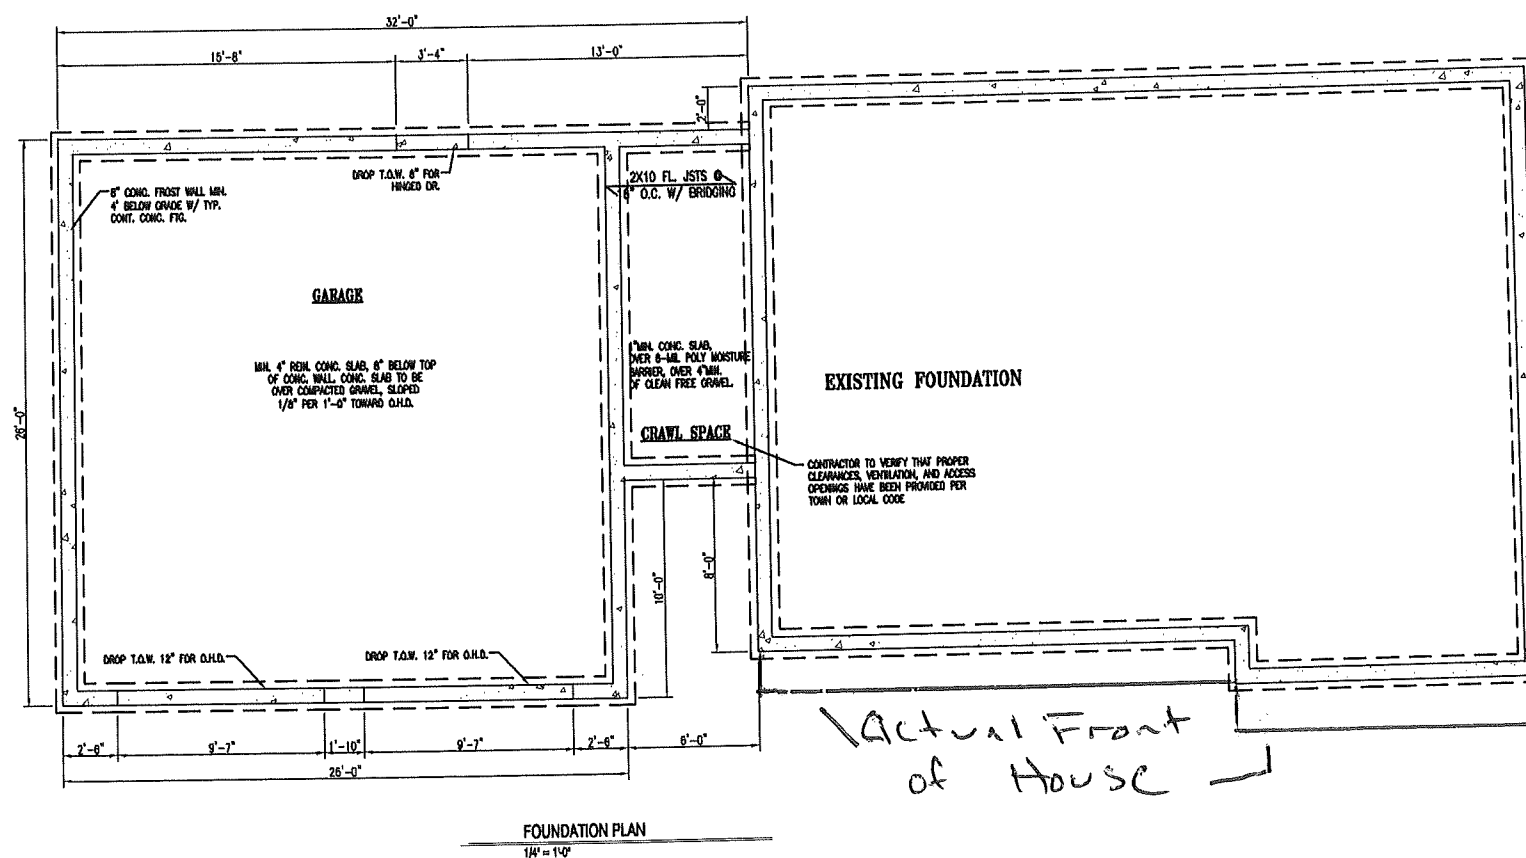 32'-0"
15'-8"
3'-4"
13'-0"
2'-0"
DROP T.O.W. 8" FOR
HINGED DR.
8" CONC. FROST WALL MIN.
4' BELOW GRADE W/ TYP.
CONT. CONC. FTG.
2X10 FL. JSTS @
6" O.C. W/ BRIDGING
GARAGE
MIN. 4" REIN. CONC. SLAB, 8" BELOW TOP
OF CONC. WALL. CONC. SLAB TO BE
OVER COMPACTED GRAVEL, SLOPED
1/8" PER 1'-0" TOWARD O.H.D.
"MIN. CONC. SLAB,
OVER 6-MIL POLY MOISTURE
BARRIER, OVER 4"MIN.
OF CLEAN FREE GRAVEL.
EXISTING FOUNDATION
26'-0"
CRAWL SPACE
CONTRACTOR TO VERIFY THAT PROPER
CLEARANCES, VENTILATION, AND ACCESS
OPENINGS HAVE BEEN PROVIDED PER
TOWN OR LOCAL CODE
10'-0"
8'-0"
DROP T.O.W. 12" FOR O.H.D.
DROP T.O.W. 12" FOR O.H.D.
2'-6"
9'-7"
1'-10"
9'-7"
2'-6"
6'-0"
26'-0"
Actual Front
of House
FOUNDATION PLAN
1/4" = 1'-0"